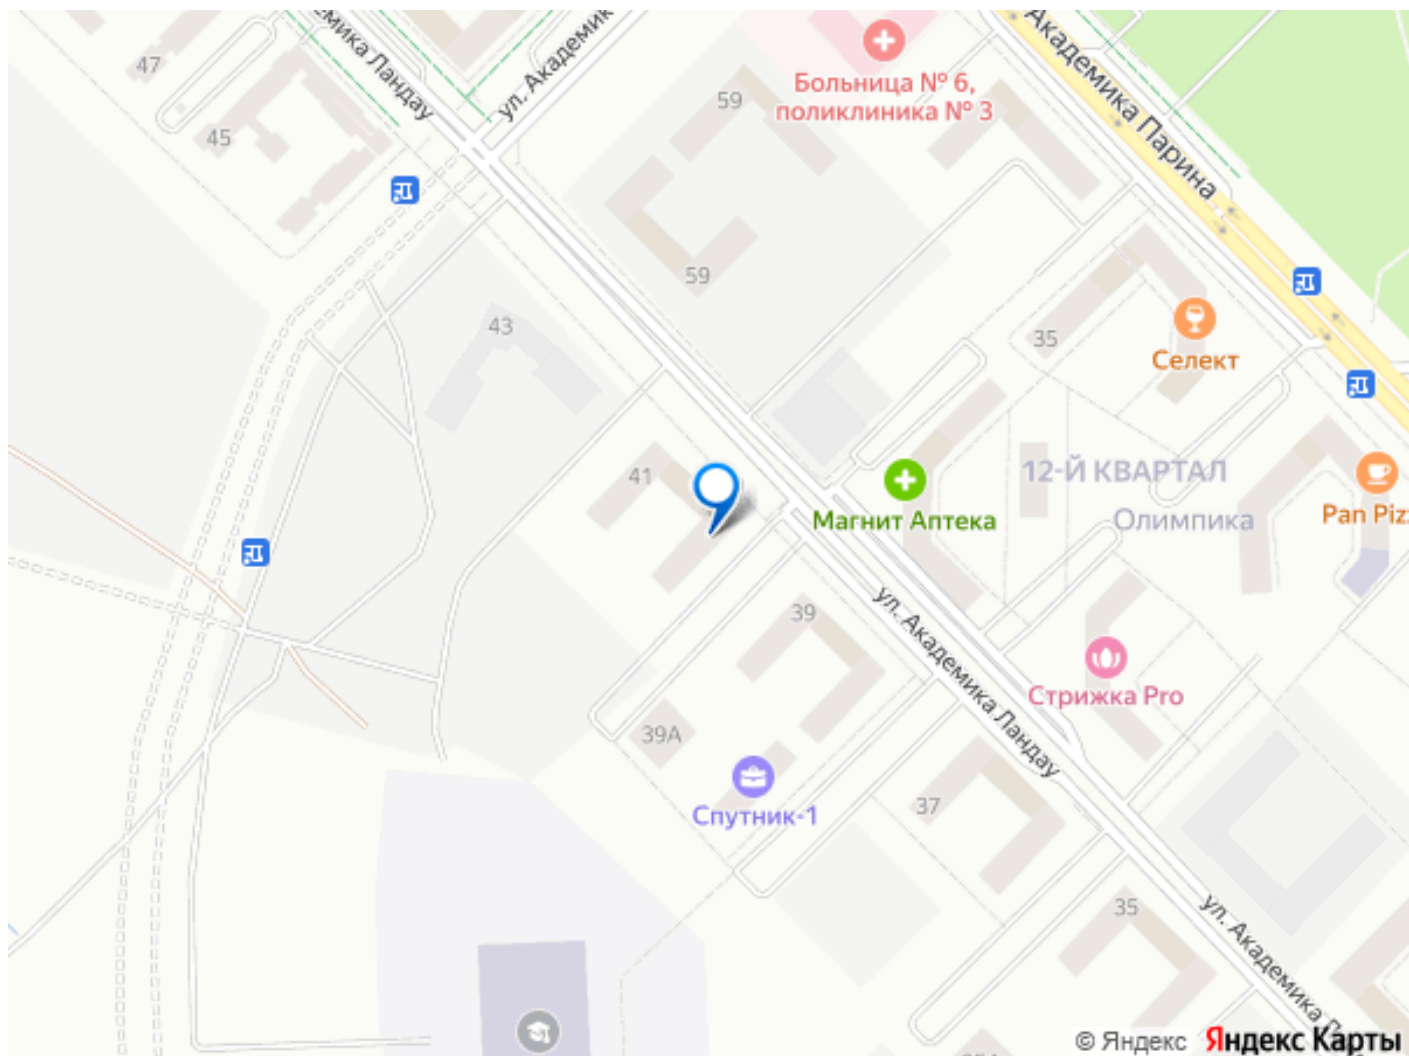 47
45
емика Ландау
ул. Академик
59
Больница № 6,
поликлиника № 3
Академика Парина
59
43
35
Селект
41
12-Й КВАРТАЛ
Олимпика
Магнит Аптека
Pan Piz
39
ул. Академика Ландау
Стрижка Pro
39А
Спутник-1
37
35
ул. Академика
© Яндекс Яндекс Карты